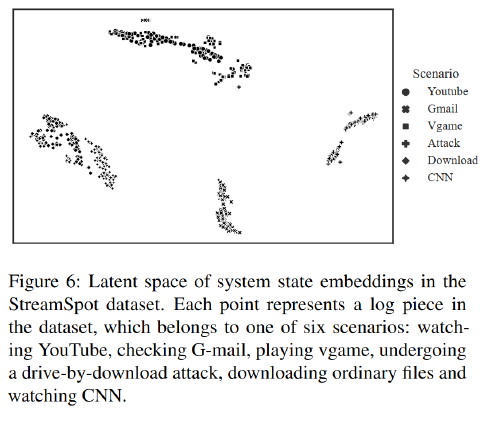 Scenario
Youtube
Gmail
Vgame
Attack
Download
CNN
Figure 6: Latent space of system state embeddings in the
StreamSpot dataset. Each point represents a log piece in
the dataset, which belongs to one of six scenarios: watch-
ing YouTube, checking G-mail, playing vgame, undergoing
a drive-by-download attack, downloading ordinary files and
watching CNN.